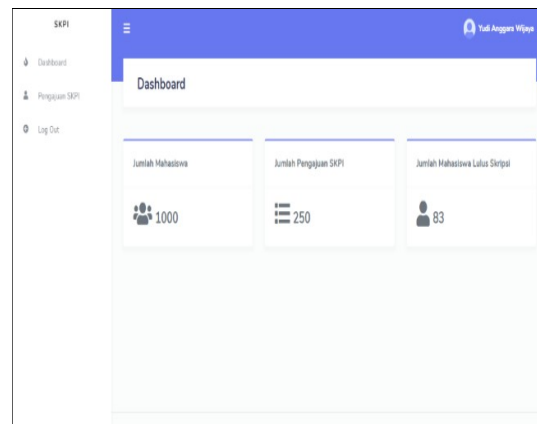 SKPI
Yudi Anggara Wijaya
Dashboard
Pengajuan SKPI
Log Out
Dashboard
Jumlah Mahasiswa
1000
Jumlah Pengajuan SKPI
250
Jumlah Mahasiswa Lulus Skripsi
83